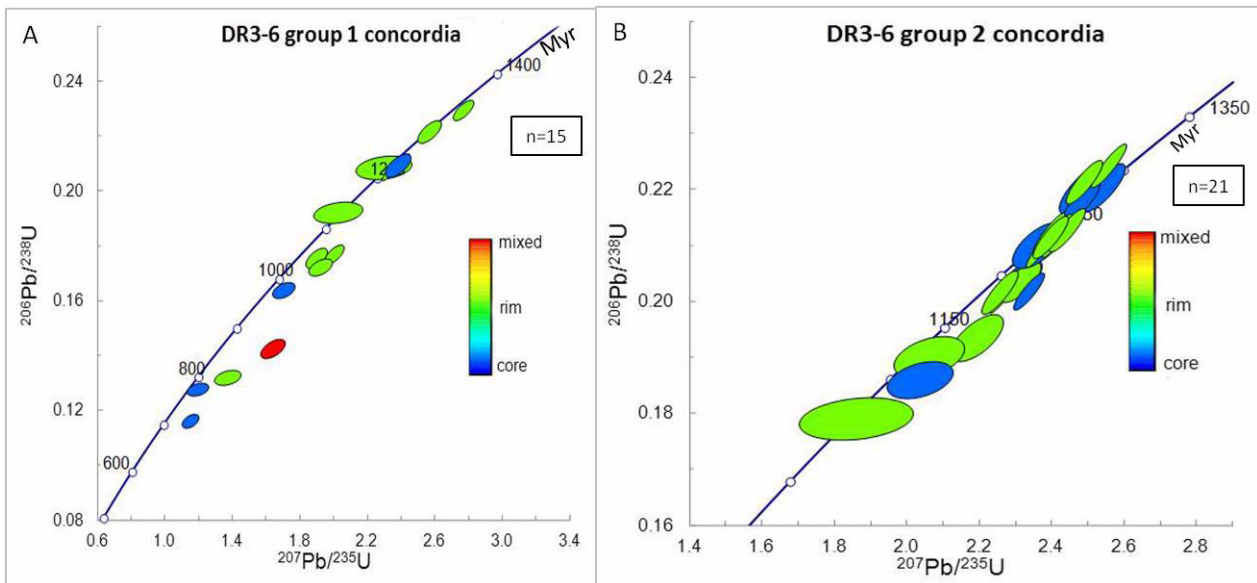 A
DR3-6 group 1 concordia
Myr
1400
0.24
n=15
0.20
mixed
1000
rim
0.16
800
core
0.12
600
0.08
0.6 1.0 1.4 1.8 2.2 2.6 3.0 3.4
206Pb/238U
207Pb/235U
B
DR3-6 group 2 concordia
0.24
1350
Myr
n=21
0.22
mixed
rim
0.20
1150
core
0.18
0.16
1.4 1.6 1.8 2.0 2.2 2.4 2.6 2.8
206Pb/238U
207Pb/235U